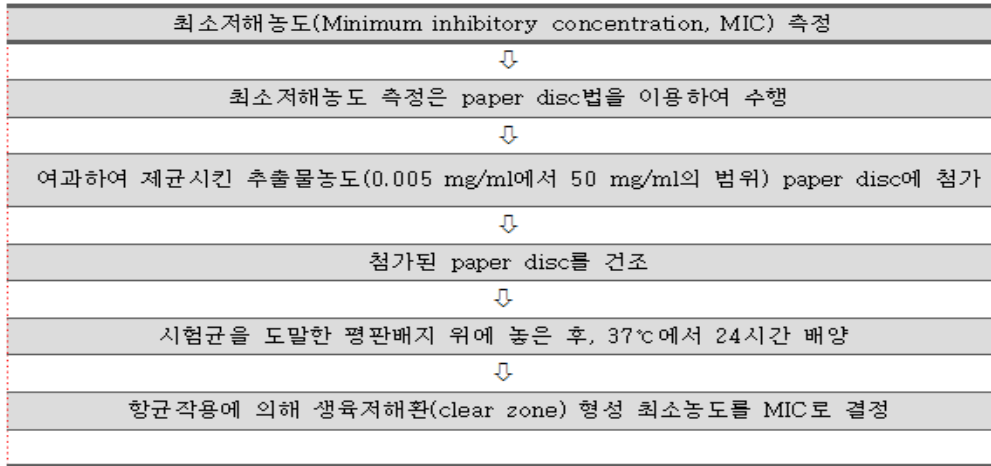 최소저해농도(Minimum inhibitory concentration, MIC) 측정
⇩
최소저해농도 측정은 paper disc법을 이용하여 수행
⇩
여과하여 제균시킨 추출물농도(0.005 mg/ml에서 50 mg/ml의 범위) paper disc에 첨가
⇩
첨가된 paper disc를 건조
⇩
시험균을 도말한 평판배지 위에 놓은 후, 37℃에서 24시간 배양
⇩
항균작용에 의해 생육저해환(clear zone) 형성 최소농도를 MIC로 결정